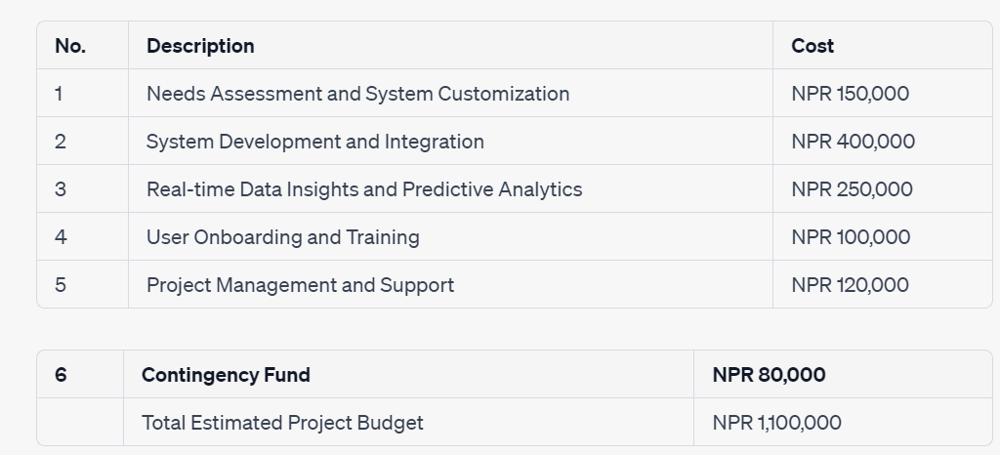 No. Description Cost
1 Needs Assessment and System Customization NPR 150,000
2 System Development and Integration NPR 400,000
3 Real-time Data Insights and Predictive Analytics NPR 250,000
4 User Onboarding and Training NPR 100,000
5 Project Management and Support NPR 120,000
6 Contingency Fund NPR 80,000
Total Estimated Project Budget NPR 1,100,000